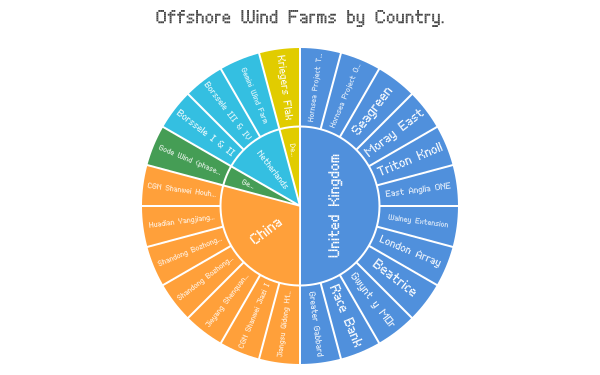 Offshore Wind Farms by Country.
United Kingdom
Hornsea Project T…
Hornsea Project O…
Seagreen
Moray East
Triton Knoll
East Anglia ONE
Walney Extension
London Array
Beatrice
Gwynt y MÔr
Race Bank
Greater Gabbard
China
Jiangsu Qidong H1…
CGN Shanwei Jiazi I
Jieyang Shenquan…
Shandong Bozhong…
Shandong Bozhong…
Huadian Yangjiang…
CGN Shanwei Houh…
Ge…
Gode Wind (phase…
Netherlands
Borssele I & II
Borssele III & IV
Gemini Wind Farm
De…
Kriegers Flak